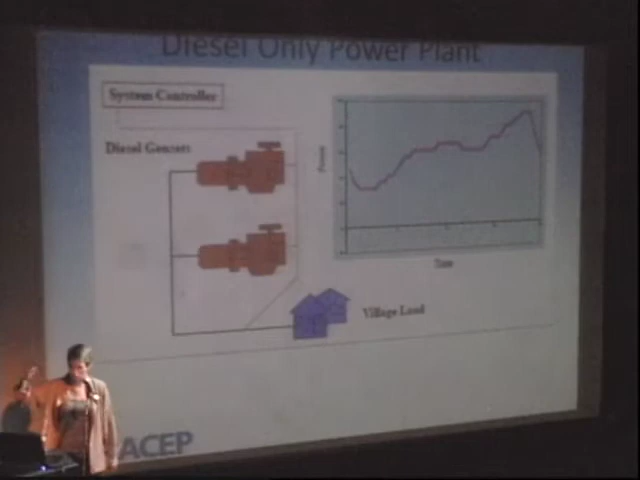 Diesel Only Power Plant
System Controller
Diesel Gensets
Power
Time
Village Load
ACEP